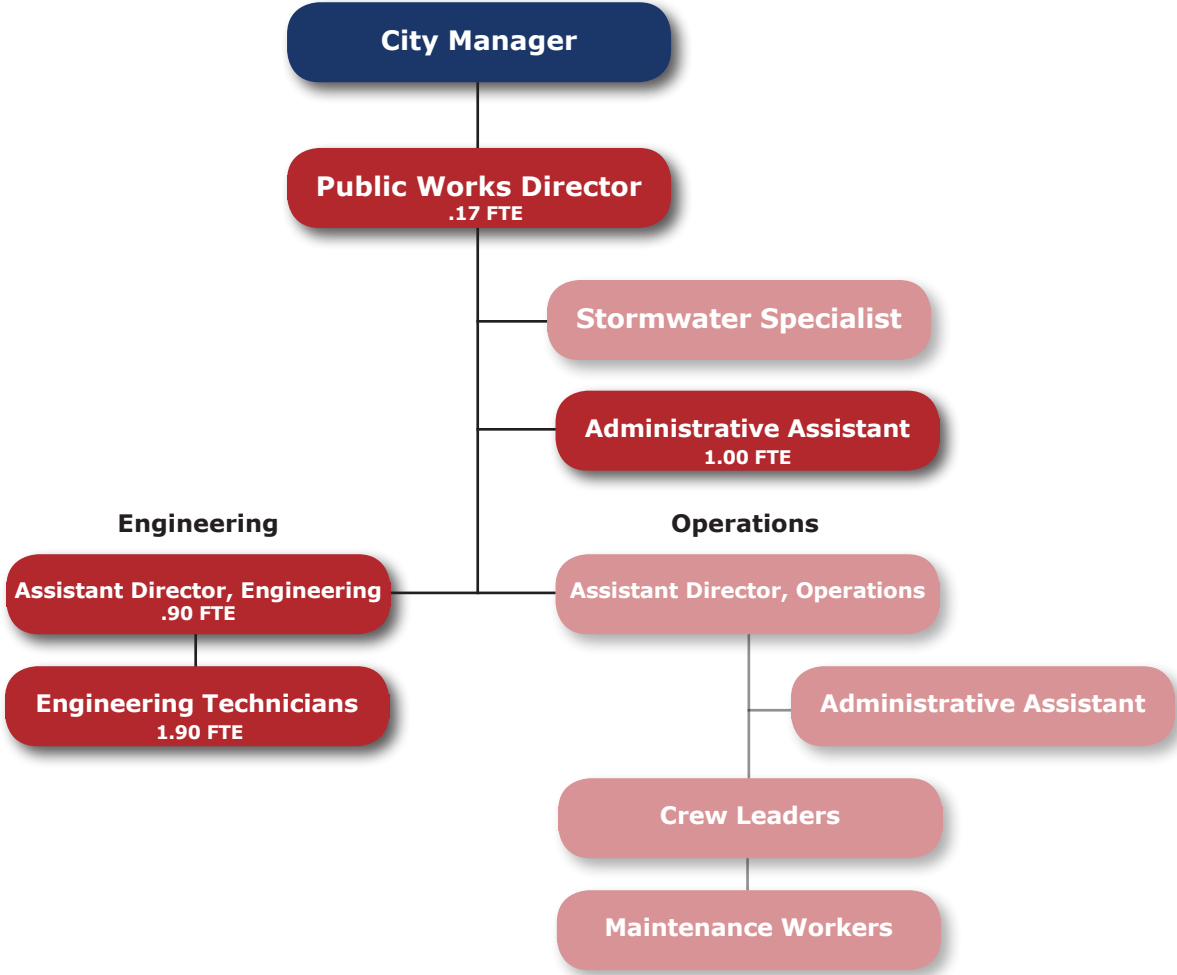 City Manager
Public Works Director
.17 FTE
Stormwater Specialist
Administrative Assistant
1.00 FTE
Engineering
Operations
Assistant Director, Engineering
.90 FTE
Assistant Director, Operations
Engineering Technicians
1.90 FTE
Administrative Assistant
Crew Leaders
Maintenance Workers